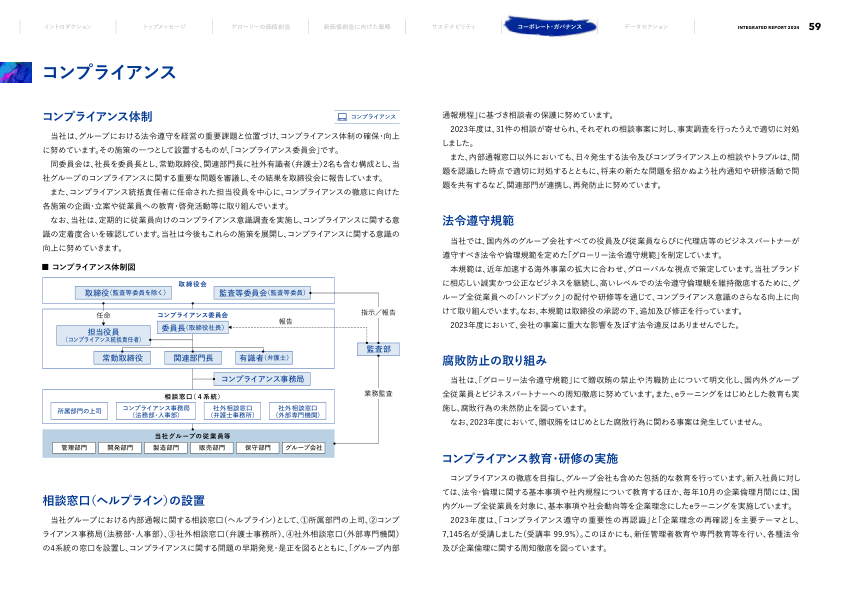 イントロダクション
トップメッセージ
グローリーの価値創造
新価値創造に向けた戦略
サステナビリティ
コーポレート・ガバナンス
データセクション
INTEGRATED REPORT 2024 59
コンプライアンス
コンプライアンス体制
コンプライアンス
当社は、グループにおける法令遵守を経営の重要課題と位置づけ、コンプライアンス体制の確保・向上
に努めています。その施策の一つとして設置するものが、「コンプライアンス委員会」です。
同委員会は、社長を委員長とし、常勤取締役、関連部門長に社外有識者（弁護士）2名も含む構成とし、当
社グループのコンプライアンスに関する重要な問題を審議し、その結果を取締役会に報告しています。
また、コンプライアンス統括責任者に任命された担当役員を中心に、コンプライアンスの徹底に向けた
各施策の企画・立案や従業員への教育・啓発活動等に取り組んでいます。
なお、当社は、定期的に従業員向けのコンプライアンス意識調査を実施し、コンプライアンスに関する意
識の定着度合いを確認しています。当社は今後もこれらの施策を展開し、コンプライアンスに関する意識の
向上に努めていきます。
■ コンプライアンス体制図
取締役会
取締役（監査等委員を除く）
監査等委員会（監査等委員）
任命
コンプライアンス委員会
委員長（取締役社長）
報告
指示／報告
担当役員
（コンプライアンス統括責任者）
監査部
常勤取締役
関連部門長
有識者（弁護士）
コンプライアンス事務局
業務監査
相談窓口（4系統）
所属部門の上司
コンプライアンス事務局
（法務部・人事部）
社外相談窓口
（弁護士事務所）
社外相談窓口
（外部専門機関）
当社グループの従業員等
管理部門
開発部門
製造部門
販売部門
保守部門
グループ会社
相談窓口（ヘルプライン）の設置
当社グループにおける内部通報に関する相談窓口（ヘルプライン）として、①所属部門の上司、②コンプ
ライアンス事務局（法務部・人事部）、③社外相談窓口（弁護士事務所）、④社外相談窓口（外部専門機関）
の4系統の窓口を設置し、コンプライアンスに関する問題の早期発見・是正を図るとともに、「グループ内部
通報規程」に基づき相談者の保護に努めています。
2023年度は、31件の相談が寄せられ、それぞれの相談事案に対し、事実調査を行ったうえで適切に対処
しました。
また、内部通報窓口以外においても、日々発生する法令及びコンプライアンス上の相談やトラブルは、問
題を認識した時点で適切に対処するとともに、将来の新たな問題を招かぬよう社内通知や研修活動で問
題を共有するなど、関連部門が連携し、再発防止に努めています。
法令遵守規範
当社では、国内外のグループ会社すべての役員及び従業員ならびに代理店等のビジネスパートナーが
遵守すべき法令や倫理規範を定めた「グローリー法令遵守規範」を制定しています。
本規範は、近年加速する海外事業の拡大に合わせ、グローバルな視点で策定しています。当社ブランド
に相応しい誠実かつ公正なビジネスを継続し、高いレベルでの法令遵守倫理観を維持徹底するために、グ
ループ全従業員への「ハンドブック」の配付や研修等を通じて、コンプライアンス意識のさらなる向上に向
けて取り組んでいます。なお、本規範は取締役の承認の下、追加及び修正を行っています。
2023年度において、会社の事業に重大な影響を及ぼす法令違反はありませんでした。
腐敗防止の取り組み
当社は、「グローリー法令遵守規範」にて贈収賄の禁止や汚職防止について明文化し、国内外グループ
全従業員とビジネスパートナーへの周知徹底に努めています。また、eラーニングをはじめとした教育も実
施し、腐敗行為の未然防止を図っています。
なお、2023年度において、贈収賄をはじめとした腐敗行為に関わる事案は発生していません。
コンプライアンス教育・研修の実施
コンプライアンスの徹底を目指し、グループ会社も含めた包括的な教育を行っています。新入社員に対し
ては、法令・倫理に関する基本事項や社内規程について教育するほか、毎年10月の企業倫理月間には、国
内グループ全従業員を対象に、基本事項や社会動向等を企業理念にしたeラーニングを実施しています。
2023年度は、「コンプライアンス遵守の重要性の再認識」と「企業理念の再確認」を主要テーマとし、
7,145名が受講しました（受講率 99.9%）。このほかにも、新任管理者教育や専門教育等を行い、各種法令
及び企業倫理に関する周知徹底を図っています。